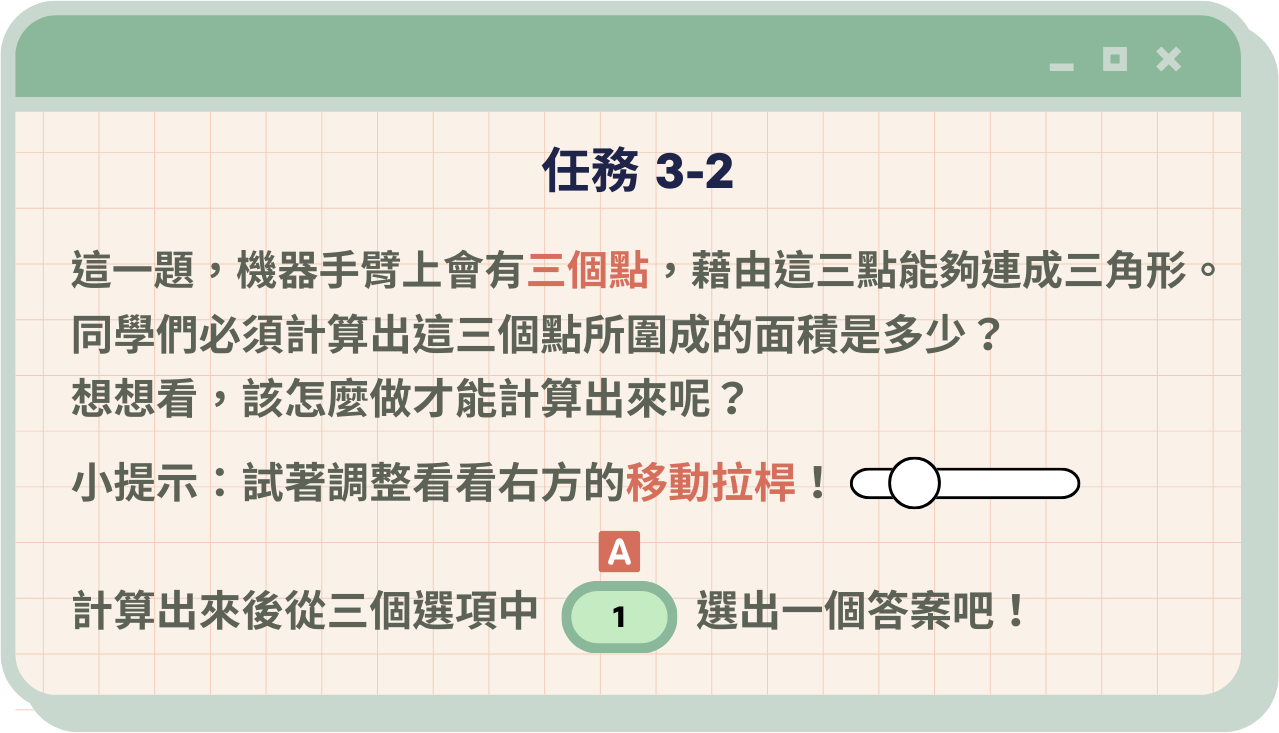 任務 3-2
這一題，機器手臂上會有三個點，藉由這三點能夠連成三角形。
同學們必須計算出這三個點所圍成的面積是多少？
想想看，該怎麼做才能計算出來呢？
小提示：試著調整看看右方的移動拉桿！
A
計算出來後從三個選項中 1 選出一個答案吧！